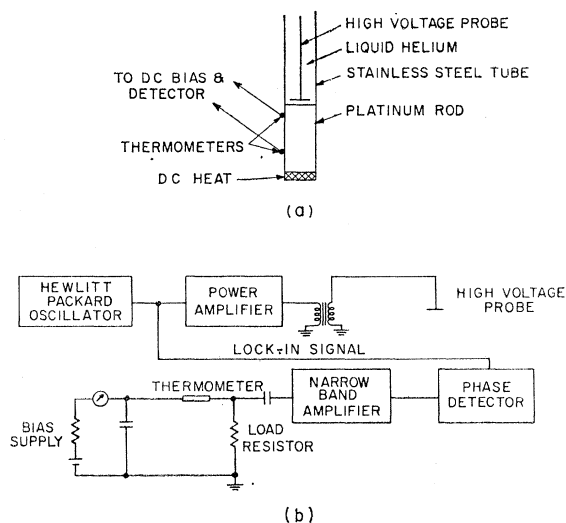 HIGH VOLTAGE PROBE
LIQUID HELIUM
STAINLESS STEEL TUBE
TO DC BIAS &
DETECTOR
PLATINUM ROD
THERMOMETERS
DC HEAT
(a)
HEWLITT
PACKARD
OSCILLATOR
POWER
AMPLIFIER
HIGH VOLTAGE
PROBE
LOCK-IN SIGNAL
THERMOMETER
NARROW
BAND
AMPLIFIER
PHASE
DETECTOR
BIAS
SUPPLY
LOAD
RESISTOR
(b)